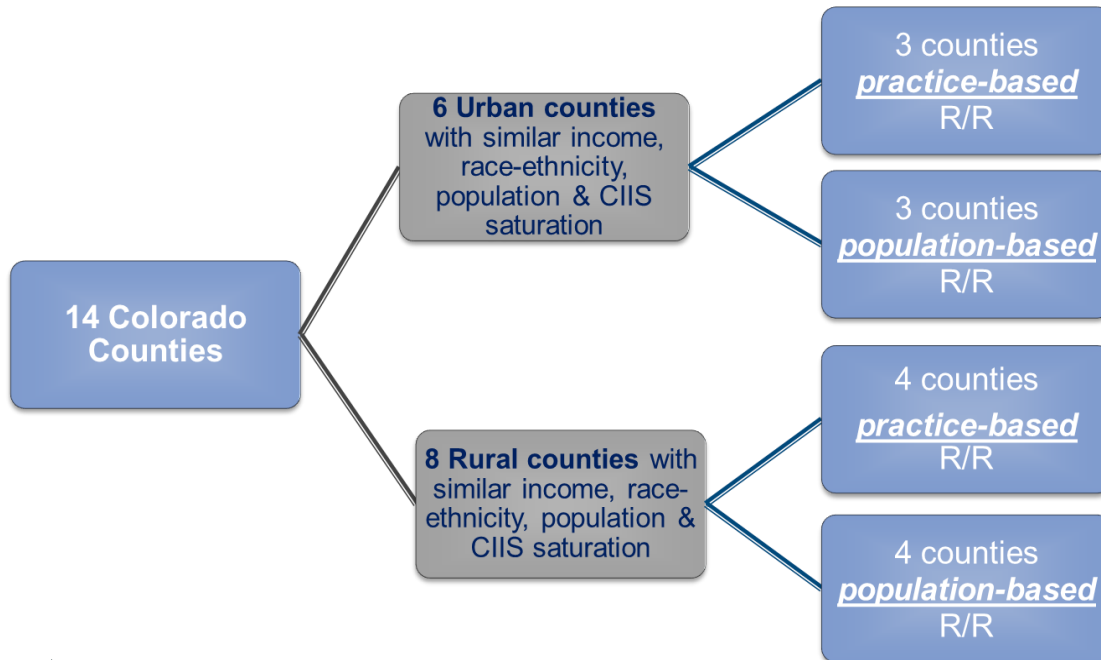 14 Colorado
Counties
6 Urban counties
with similar income,
race-ethnicity,
population & CIIS
saturation
8 Rural counties with
similar income, race-
ethnicity, population &
CIIS saturation
3 counties
practice-based
R/R
3 counties
population-based
R/R
4 counties
practice-based
R/R
4 counties
population-based
R/R